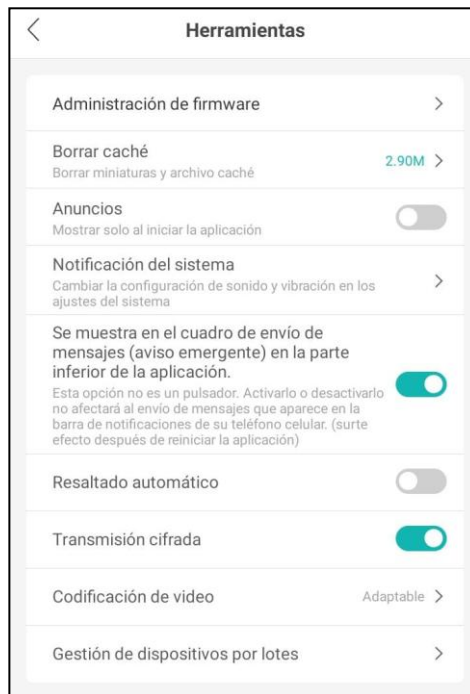 Herramientas
Administración de firmware
Borrar caché
2.90M
Borrar miniaturas y archivo caché
Anuncios
Mostrar solo al iniciar la aplicación
Notificación del sistema
Cambiar la configuración de sonido y vibración en los
ajustes del sistema
Se muestra en el cuadro de envío de
mensajes (aviso emergente) en la parte
inferior de la aplicación.
Esta opción no es un pulsador. Activarlo o desactivarlo
no afectará al envío de mensajes que aparece en la
barra de notificaciones de su teléfono celular. (surte
efecto después de reiniciar la aplicación)
Resaltado automático
Transmisión cifrada
Codificación de video
Adaptable
Gestión de dispositivos por lotes